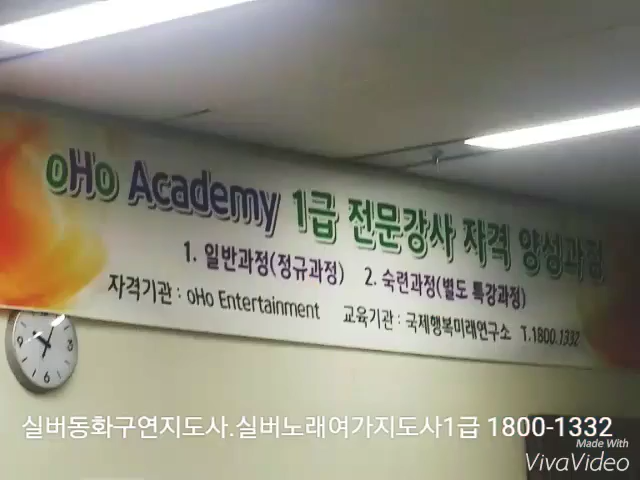 oHo Academy 1급 전문강사 자격 양성과정
1. 일반과정(정규과정) 2. 숙련과정(별도 특강과정)
자격기관 : oHo Entertainment 교육기관 : 국제행복미래연구소 T.1800.1332
실버동화구연지도사.실버노래여가지도사1급 1800-1332
Made With
VivaVideo